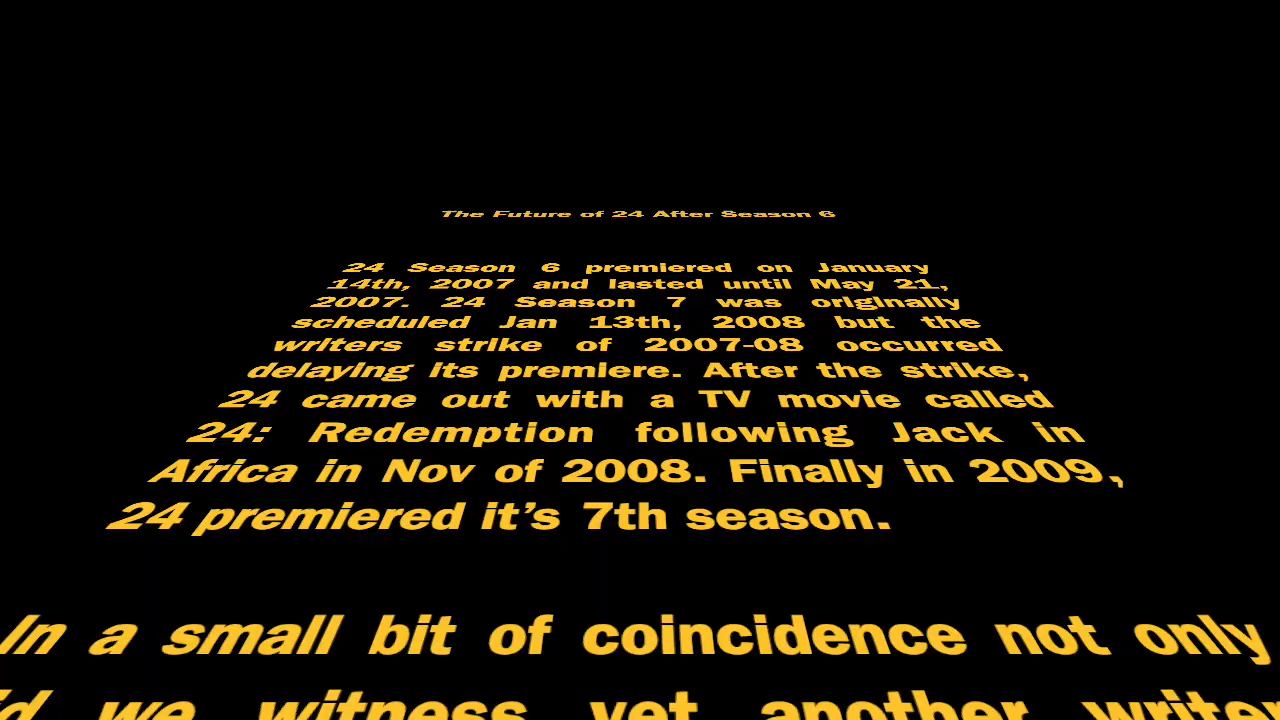 The Future of 24 After Season 6
24 Season 6 premiered on January
14th, 2007 and lasted until May 21,
2007. 24 Season 7 was originally
scheduled Jan 13th, 2008 but the
writers strike of 2007-08 occurred
delaying its premiere. After the strike,
24 came out with a TV movie called
24: Redemption following Jack in
Africa in Nov of 2008. Finally in 2009,
24 premiered it’s 7th season.
In a small bit of coincidence not only
we witness yet another